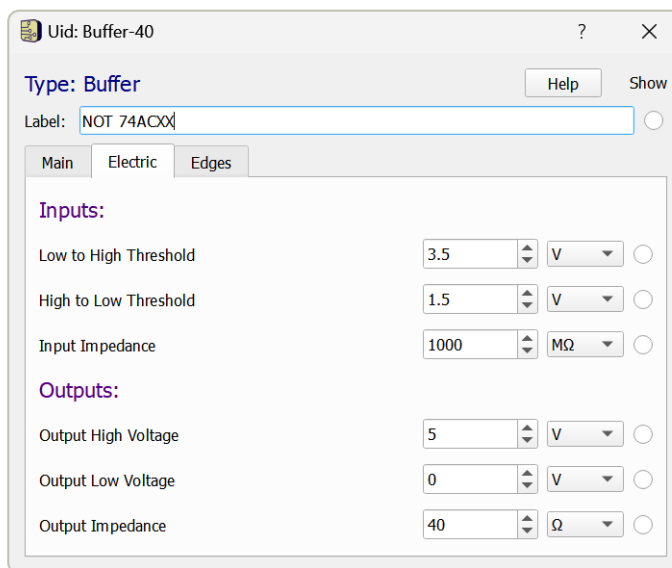 Uid: Buffer-40 ?
Type: Buffer Help Show
Label: NOT 74ACXX
Main Electric Edges
Inputs:
Low to High Threshold 3.5 V
High to Low Threshold 1.5 V
Input Impedance 1000 MΩ
Outputs:
Output High Voltage 5 V
Output Low Voltage 0 V
Output Impedance 40 Ω